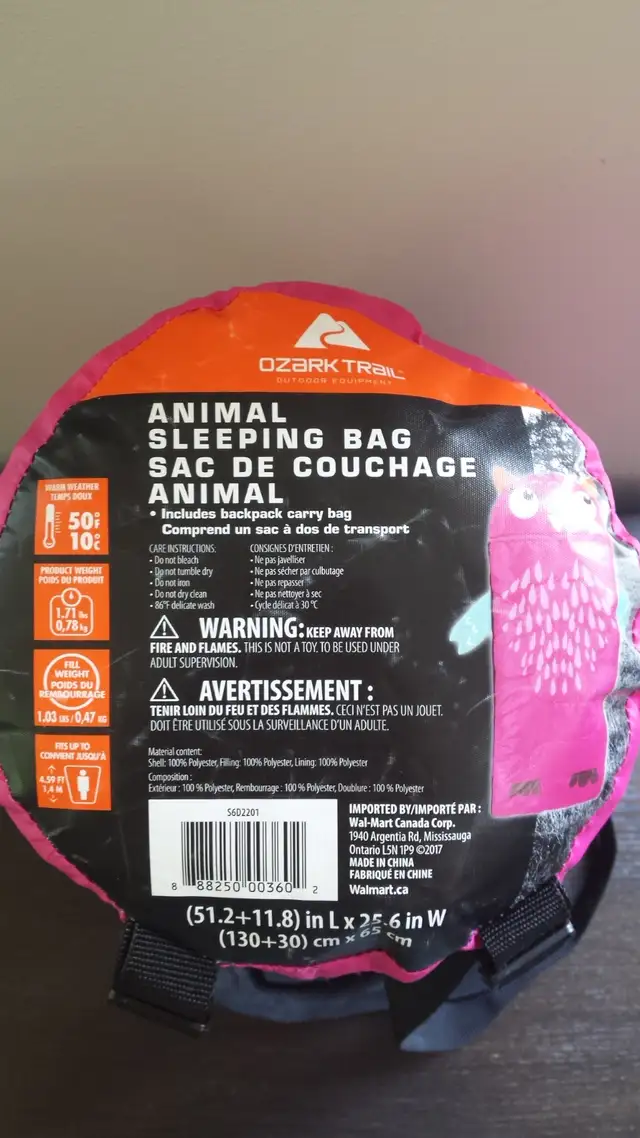 OZARK TRAIL
OUTDOOR EQUIPMENT
ANIMAL
SLEEPING BAG
SAC DE COUCHAGE
ANIMAL
• Includes backpack carry bag
Comprend un sac à dos de transport
WARM WEATHER
TEMPS DOUX
50°F
10°C
PRODUCT WEIGHT
POIDS DU PRODUIT
1.71 lbs
0,78 kg
FILL
WEIGHT
POIDS DU
REMBOURRAGE
1.03 LBS / 0,47 KG
FITS UP TO
CONVIENT JUSQU'À
4.59 FT
1,4 M
CARE INSTRUCTIONS:
• Do not bleach
• Do not tumble dry
• Do not iron
• Do not dry clean
• 86°F delicate wash
CONSIGNES D'ENTRETIEN :
• Ne pas javelliser
• Ne pas sécher par culbutage
• Ne pas repasser
• Ne pas nettoyer à sec
• Cycle délicat à 30 °C
WARNING: KEEP AWAY FROM
FIRE AND FLAMES. THIS IS NOT A TOY. TO BE USED UNDER
ADULT SUPERVISION.
AVERTISSEMENT :
TENIR LOIN DU FEU ET DES FLAMMES. CECI N'EST PAS UN JOUET.
DOIT ÊTRE UTILISÉ SOUS LA SURVEILLANCE D'UN ADULTE.
Material content:
Shell: 100% Polyester, Filling: 100% Polyester, Lining: 100% Polyester
Composition :
Extérieur : 100 % Polyester, Rembourrage : 100 % Polyester, Doublure : 100 % Polyester
S6D2201
8 88250 00360 2
IMPORTED BY/IMPORTÉ PAR :
Wal-Mart Canada Corp.
1940 Argentia Rd, Mississauga
Ontario L5N 1P9 ©2017
MADE IN CHINA
FABRIQUÉ EN CHINE
Walmart.ca
(51.2+11.8) in L x 25.6 in W
(130+30) cm x 65 cm